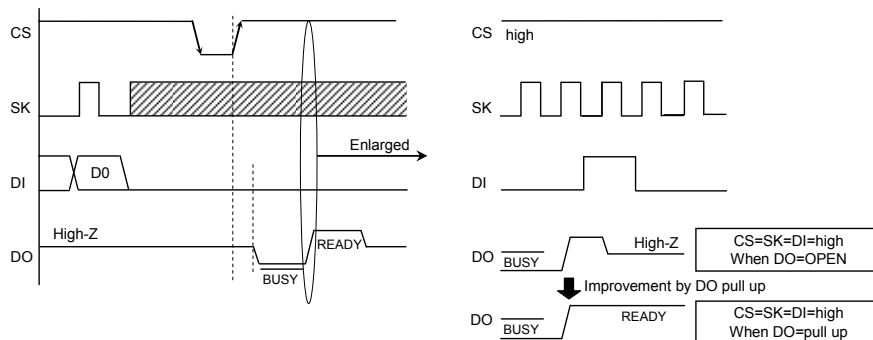 CS
SK
DI
D0
DO
High-Z
BUSY
READY
Enlarged
CS
high
SK
DI
DO
BUSY
High-Z
CS=SK=DI=high
When DO=OPEN
Improvement by DO pull up
DO
BUSY
READY
CS=SK=DI=high
When DO=pull up